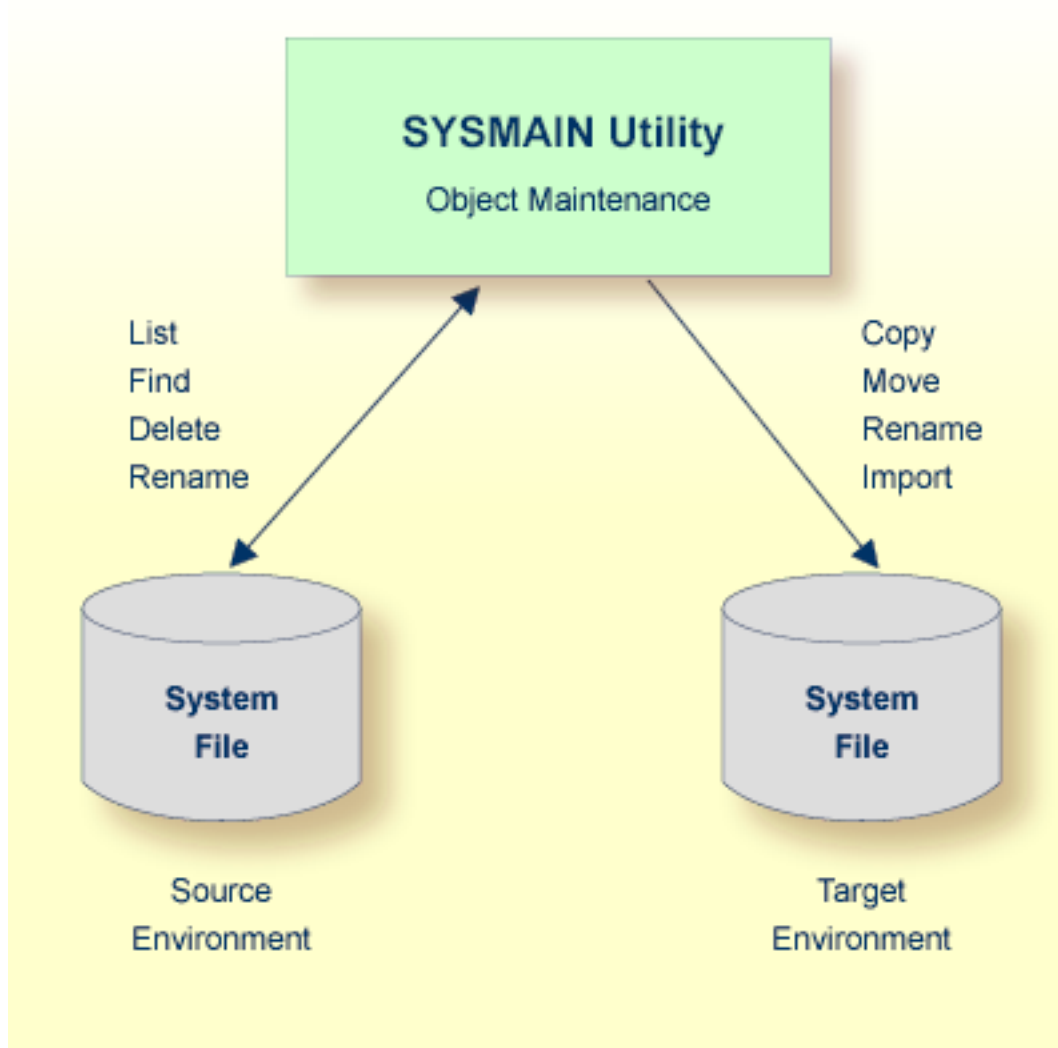 SYSMAIN Utility
Object Maintenance
List
Find
Delete
Rename
Copy
Move
Rename
Import
System
File
System
File
Source
Environment
Target
Environment